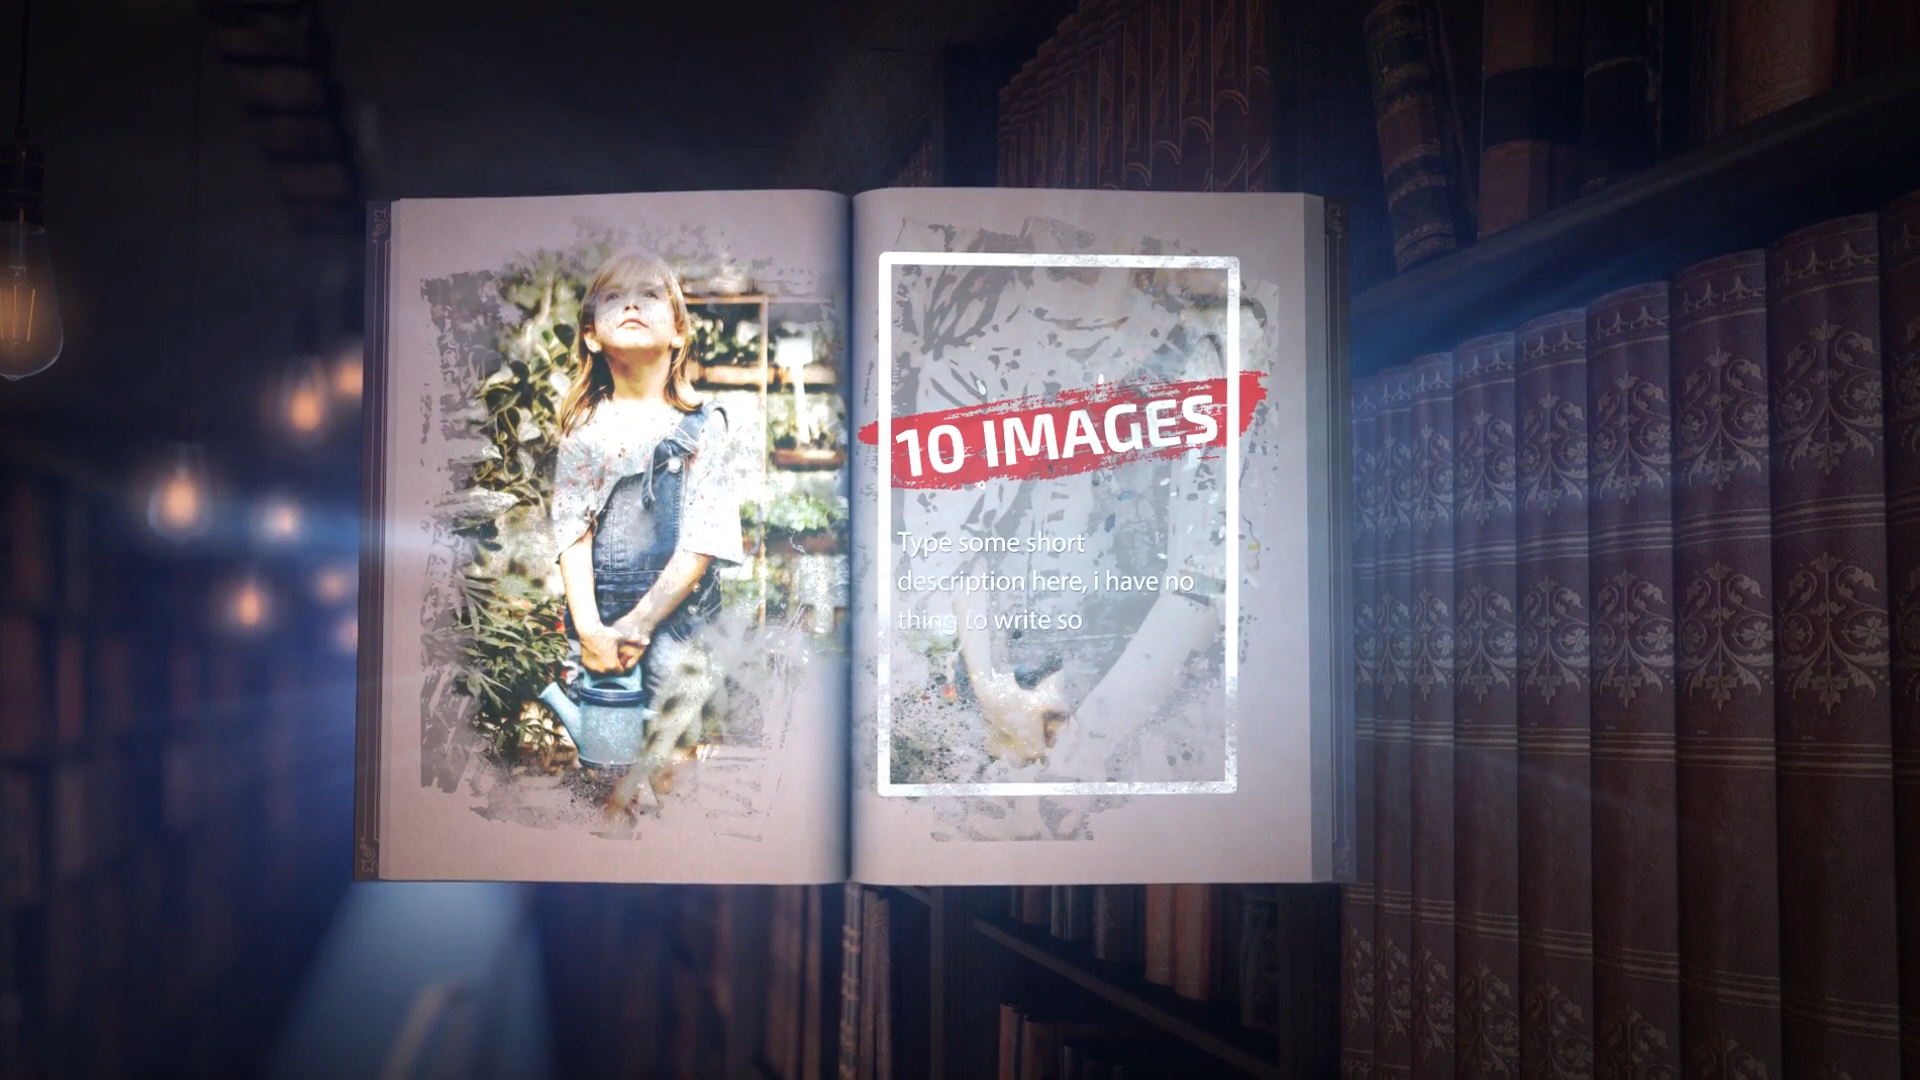 10 IMAGES
Type some short
description here, i have no
thing to write so